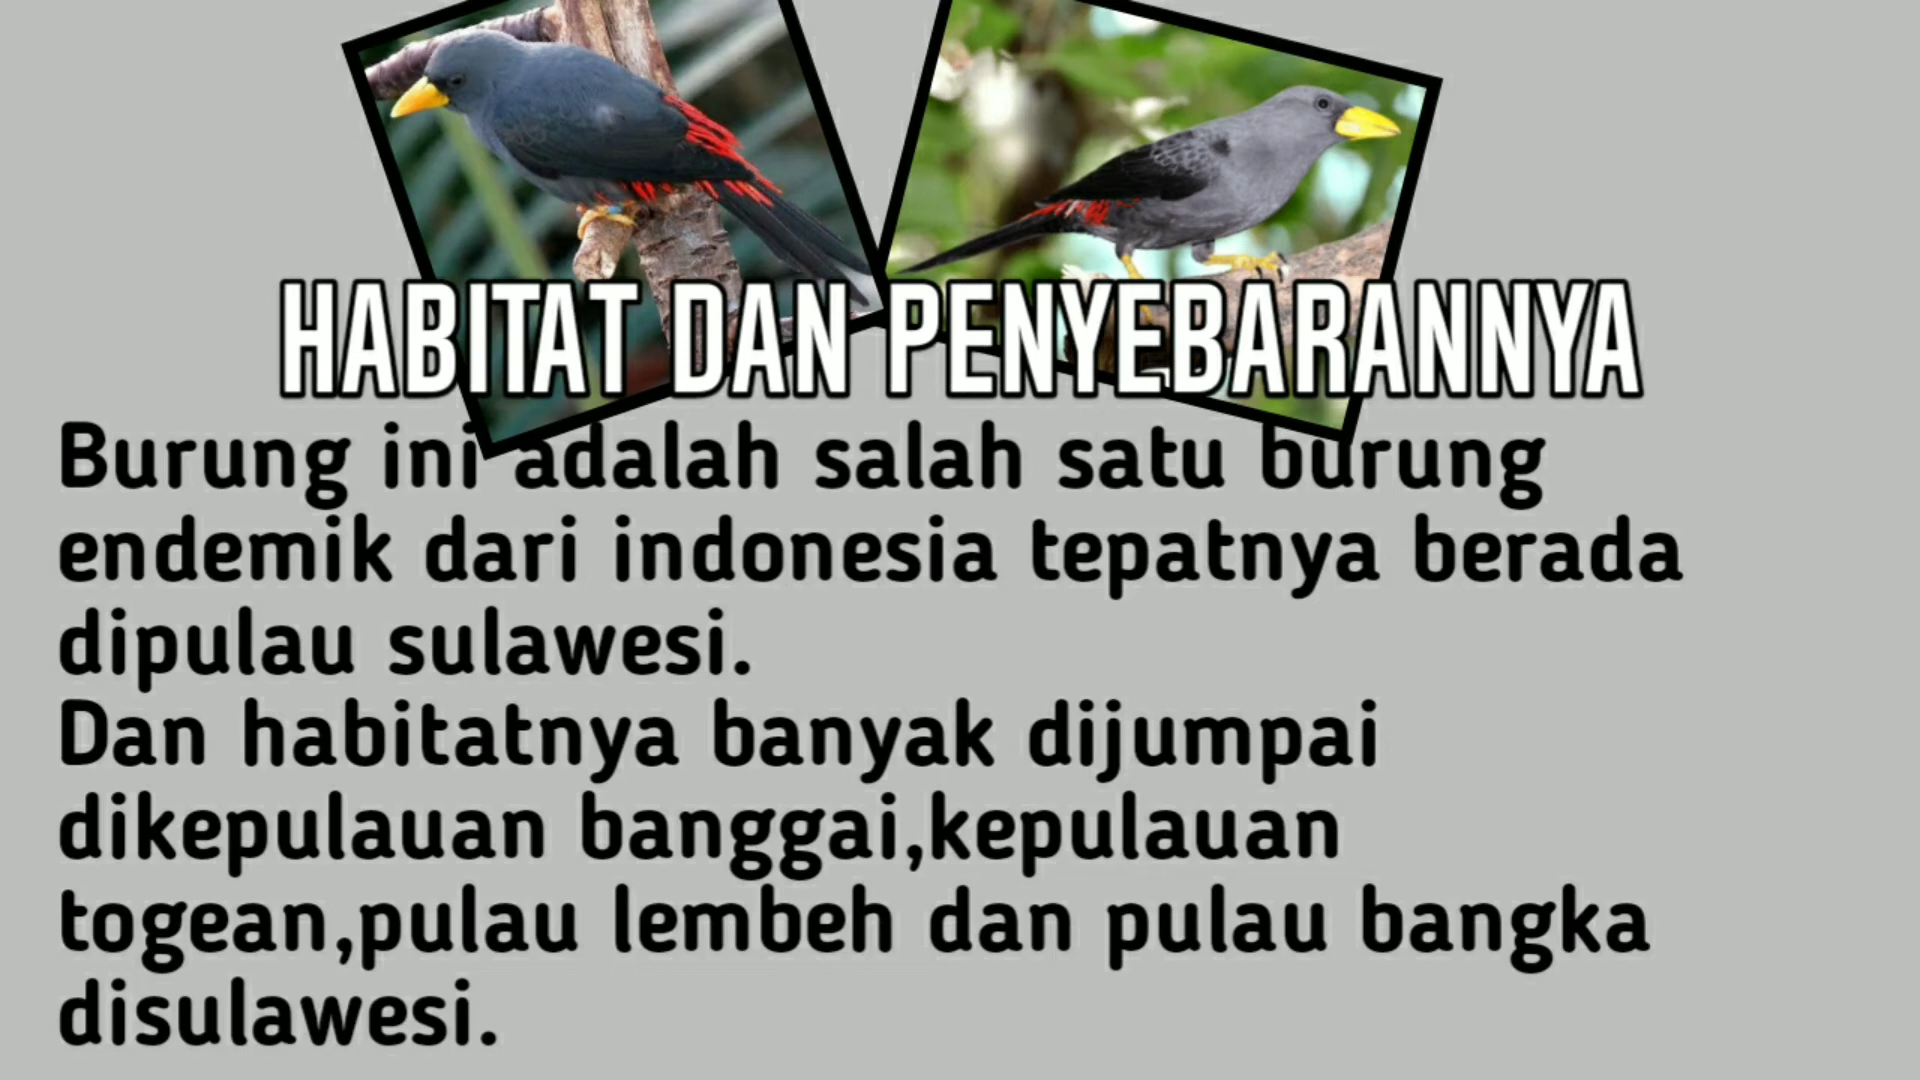 HABITAT DAN PENYEBARANNYA
Burung ini adalah salah satu burung
endemik dari indonesia tepatnya berada
dipulau sulawesi.
Dan habitatnya banyak dijumpai
dikepulauan banggai,kepulauan
togean,pulau lembeh dan pulau bangka
disulawesi.